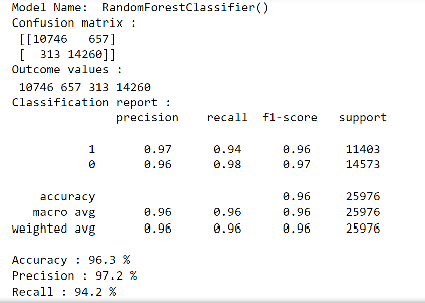 Model Name: RandomForestClassifier()
Confusion matrix :
[[10746 657]
[ 313 14260]]
Outcome values :
10746 657 313 14260
Classification report :
precision recall f1-score support
1 0.97 0.94 0.96 11403
0 0.96 0.98 0.97 14573
accuracy 0.96 25976
macro avg 0.96 0.96 0.96 25976
weighted avg 0.96 0.96 0.96 25976
Accuracy : 96.3 %
Precision : 97.2 %
Recall : 94.2 %